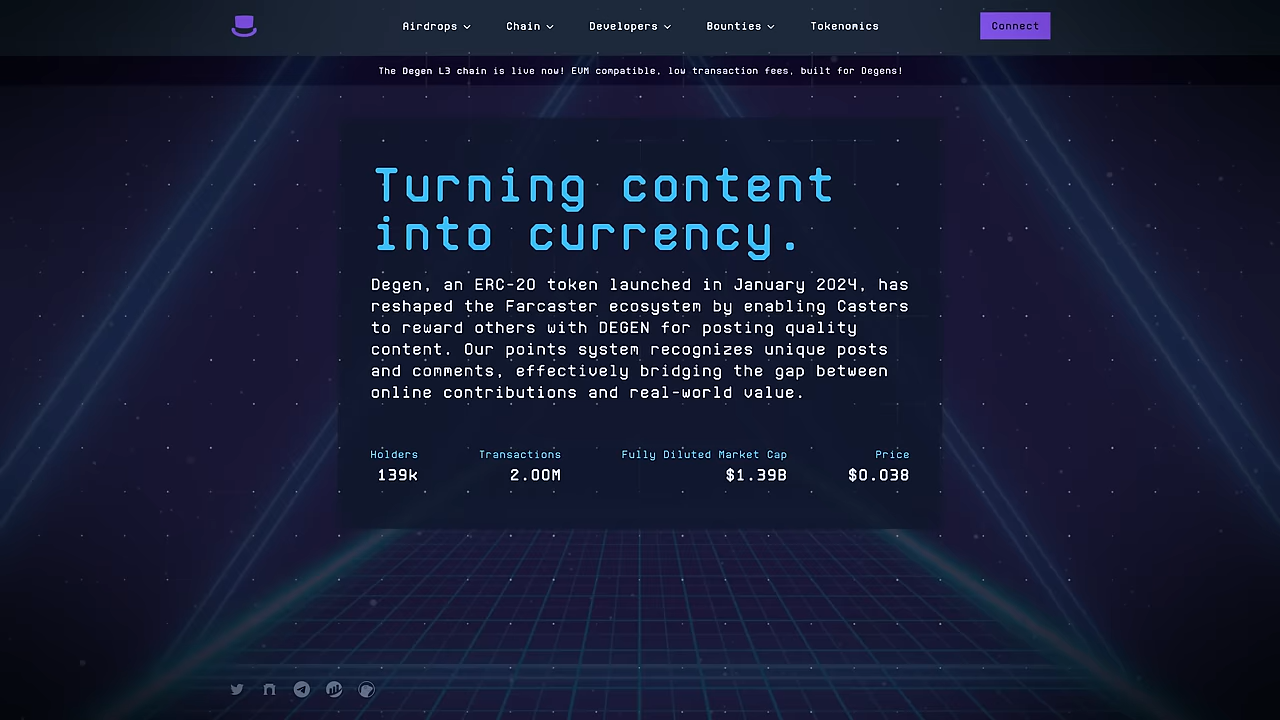 Airdrops Chain Developers Bounties Tokenomics Connect
The Degen L3 chain is live now! EVM compatible, low transaction fees, built for Degens!
Turning content
into currency.
Degen, an ERC-20 token launched in January 2024, has
reshaped the Farcaster ecosystem by enabling Casters
to reward others with DEGEN for posting quality
content. Our points system recognizes unique posts
and comments, effectively bridging the gap between
online contributions and real-world value.
Holders Transactions Fully Diluted Market Cap Price
139k 2.00M $1.39B $0.038